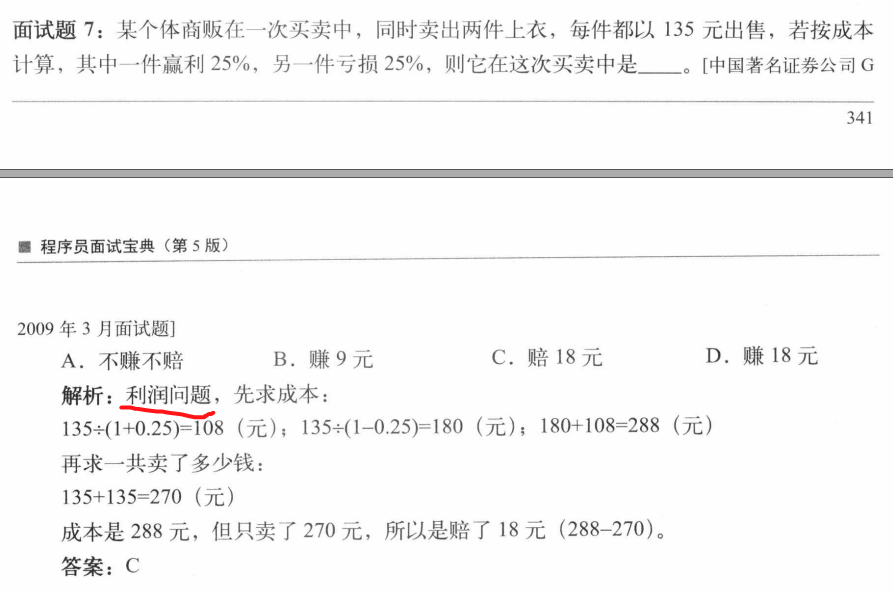 面试题 7：某个体商贩在一次买卖中，同时卖出两件上衣，每件都以 135 元出售，若按成本
计算，其中一件赢利 25%，另一件亏损 25%，则它在这次买卖中是____。[中国著名证券公司 G
341
程序员面试宝典（第 5 版）
2009 年 3 月面试题]
A．不赚不赔 B．赚 9 元 C．赔 18 元 D．赚 18 元
解析：利润问题，先求成本：
135÷(1+0.25)=108（元）；135÷(1–0.25)=180（元）；180+108=288（元）
再求一共卖了多少钱：
135+135=270（元）
成本是 288 元，但只卖了 270 元，所以是赔了 18 元（288–270）。
答案：C